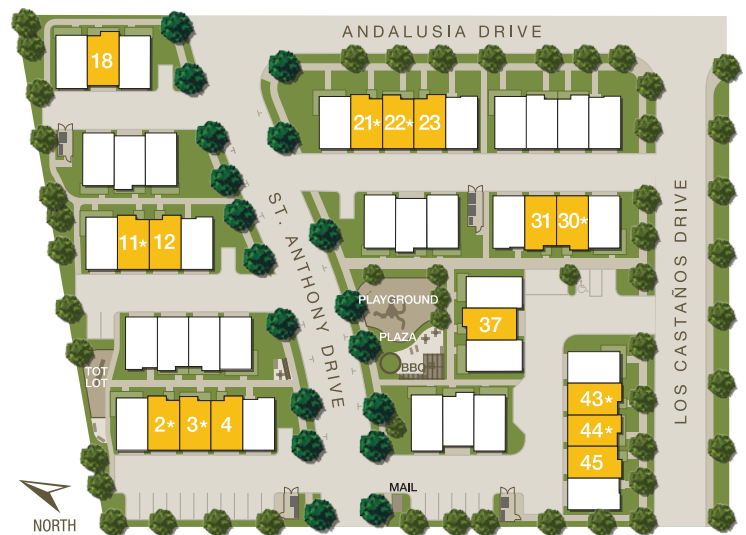 ANDALUSIA DRIVE
18
21* 22* 23
ST. ANTHONY DRIVE
LOS CASTAÑOS DRIVE
11* 12
31 30*
PLAYGROUND
PLAZA
BBQ
37
TOT
LOT
2* 3* 4
43*
44*
45
MAIL
NORTH